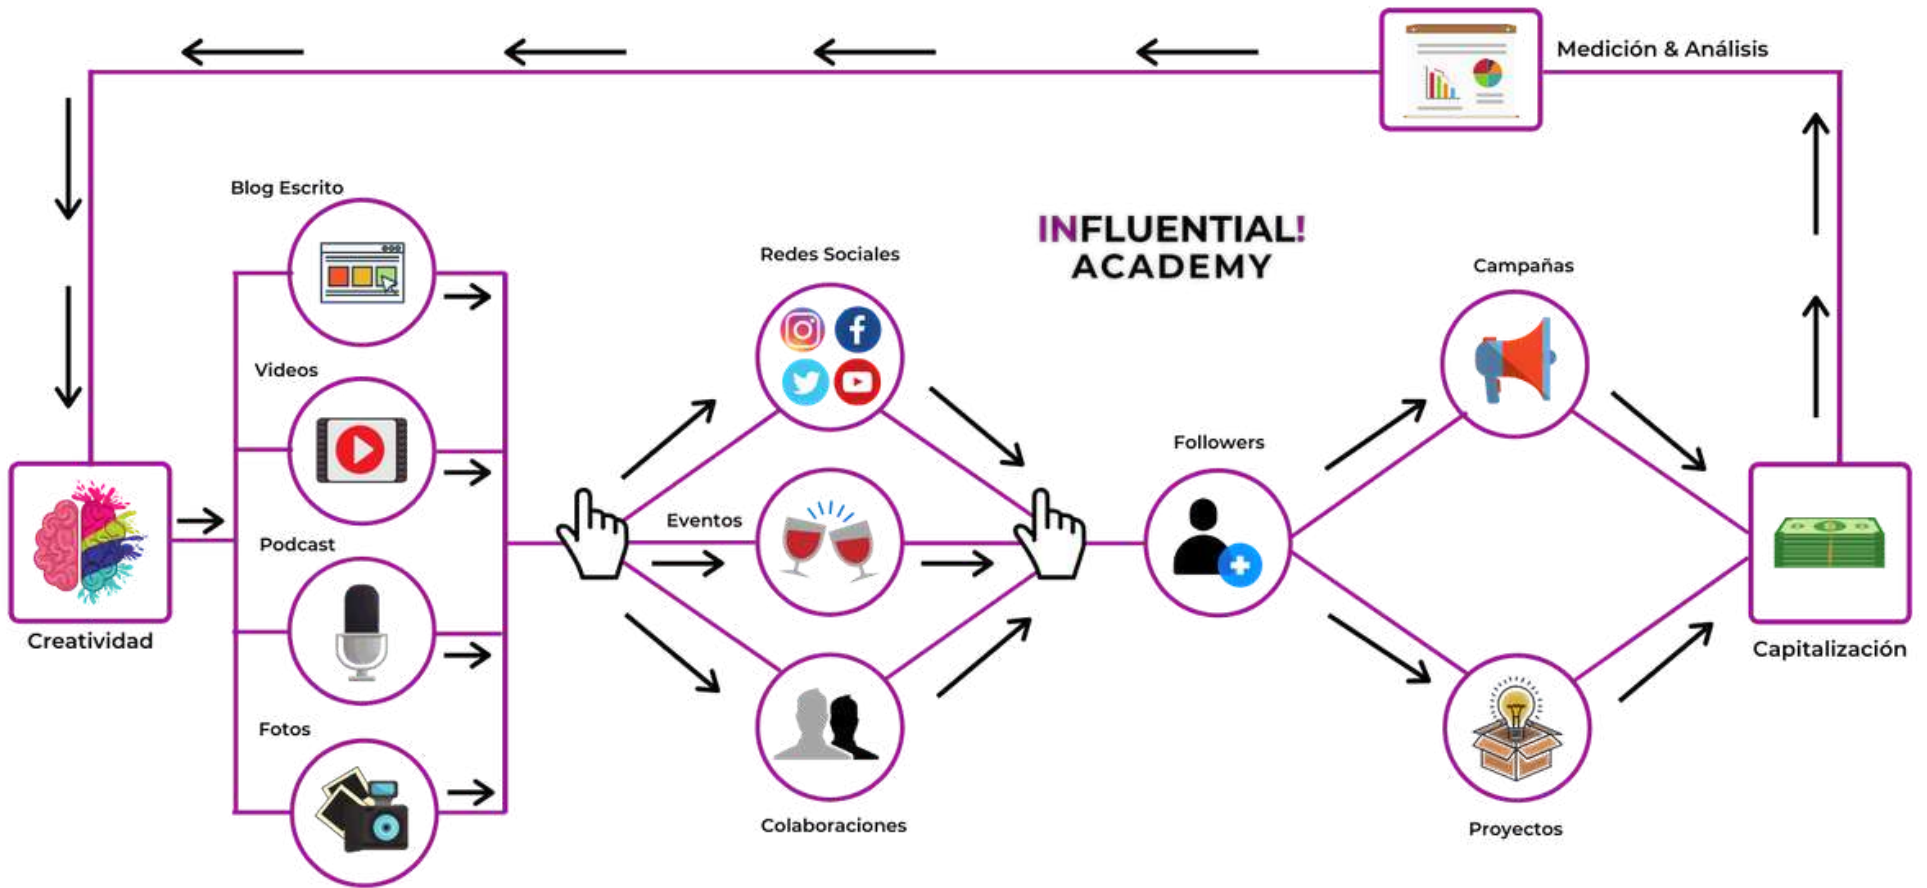 Medición & Análisis
Blog Escrito
INFLUENTIAL!
ACADEMY
Redes Sociales
Campañas
Videos
Followers
Eventos
Podcast
Creatividad
Capitalización
Fotos
Colaboraciones
Proyectos